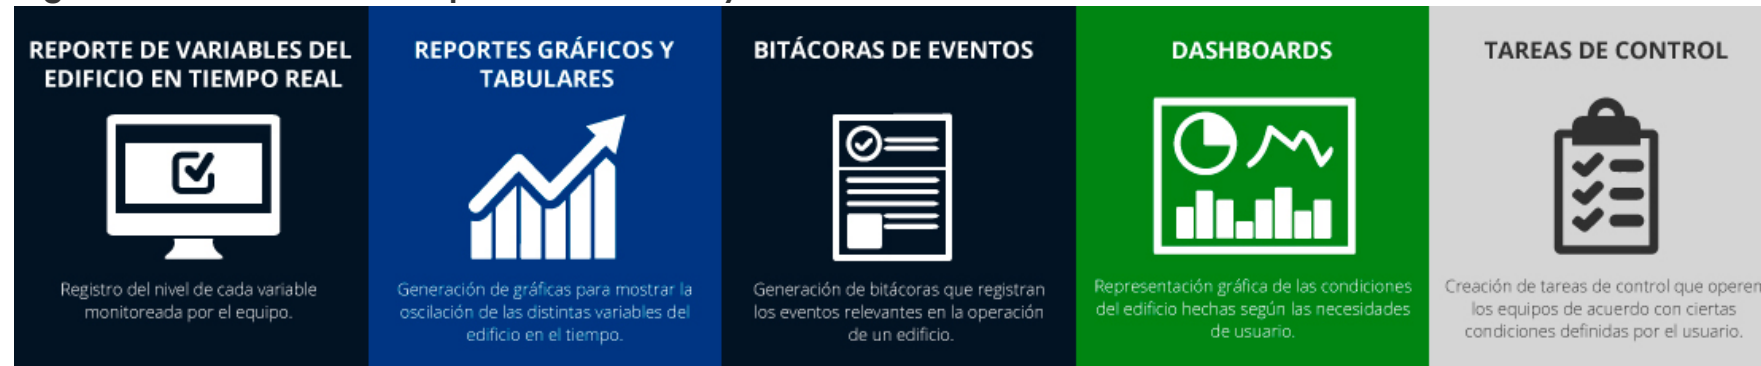 REPORTE DE VARIABLES DEL
EDIFICIO EN TIEMPO REAL
Registro del nivel de cada variable
monitoreada por el equipo.
REPORTES GRÁFICOS Y
TABULARES
Generación de gráficas para mostrar la
oscilación de las distintas variables del
edificio en el tiempo.
BITÁCORAS DE EVENTOS
Generación de bitácoras que registran
los eventos relevantes en la operación
de un edificio.
DASHBOARDS
Representación gráfica de las condiciones
del edificio hechas según las necesidades
de usuario.
TAREAS DE CONTROL
Creación de tareas de control que operen
los equipos de acuerdo con ciertas
condiciones definidas por el usuario.